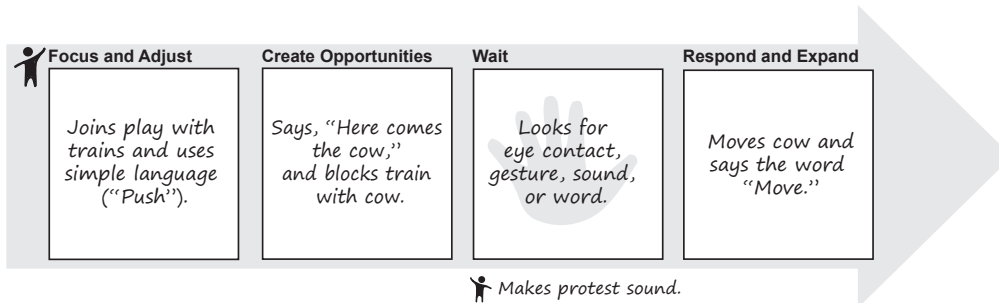 Focus and Adjust
Joins play with
trains and uses
simple language
(“Push”).
Create Opportunities
Says, “Here comes
the cow,”
and blocks train
with cow.
Wait
Looks for
eye contact,
gesture, sound,
or word.
Respond and Expand
Moves cow and
says the word
“Move.”
Makes protest sound.